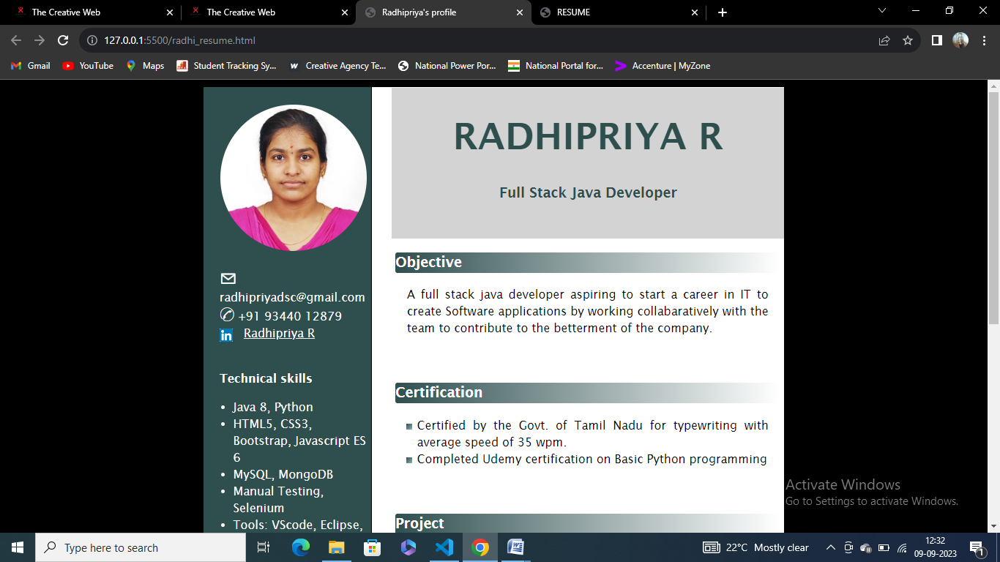 The Creative Web
The Creative Web
Radhipriya's profile
RESUME
127.0.0.1:5500/radhi_resume.html
Gmail
YouTube
Maps
Student Tracking Sy...
w
Creative Agency Te...
National Power Por...
National Portal for...
Accenture | MyZone
RADHIPRIYA R
Full Stack Java Developer
radhipriyadsc@gmail.com
+91 93440 12879
in Radhipriya R
Technical skills
• Java 8, Python
• HTML5, CSS3,
Bootstrap, Javascript ES
6
• MySQL, MongoDB
• Manual Testing,
Selenium
• Tools: VScode, Eclipse,
Objective
A full stack java developer aspiring to start a career in IT to
create Software applications by working collabaratively with the
team to contribute to the betterment of the company.
Certification
Certified by the Govt. of Tamil Nadu for typewriting with
average speed of 35 wpm.
Completed Udemy certification on Basic Python programming
Project
Activate Windows
Go to Settings to activate Windows.
Type here to search
W
22°C Mostly clear
12:32
09-09-2023
1